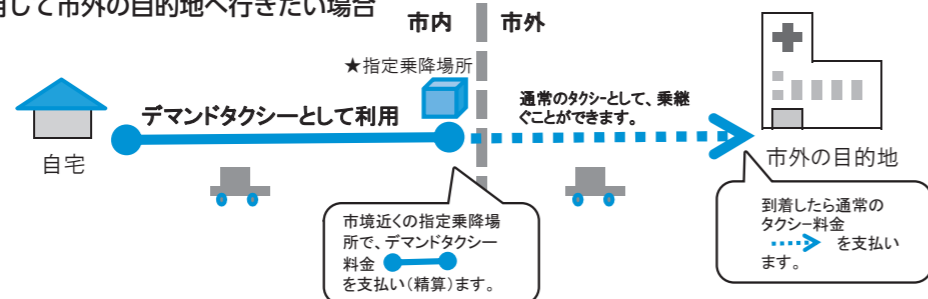 用して市外の目的地へ行きたい場合
市内
市外
★指定乗降場所
デマンドタクシーとして利用
通常のタクシーとして、乗継
ぐことができます。
自宅
市外の目的地
市境近くの指定乗降場
所で、デマンドタクシー
料金
を支払い(精算)ます。
到着したら通常の
タクシー料金
を支払い
ます。